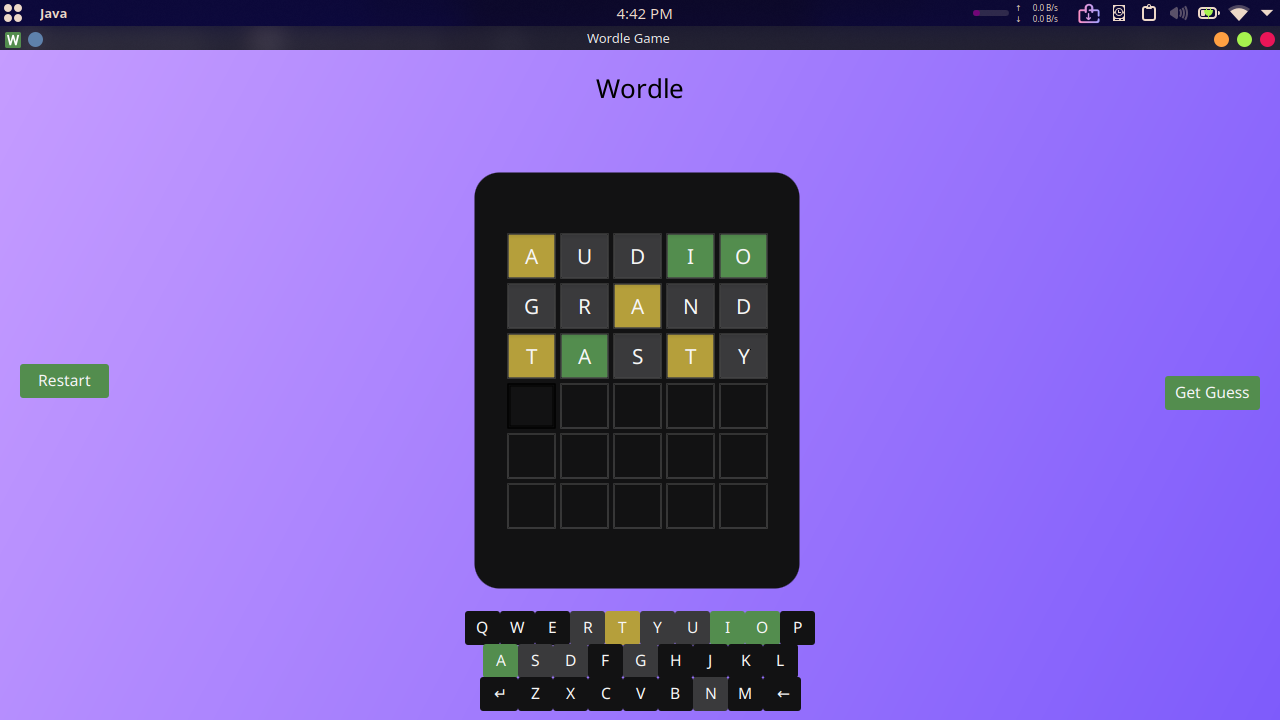 Java
4:42 PM
↑ 0.0 B/s
↓ 0.0 B/s
W
Wordle Game
Wordle
A U D I O
G R A N D
T A S T Y
Restart
Get Guess
Q W E R T Y U I O P
A S D F G H J K L
↵ Z X C V B N M ←